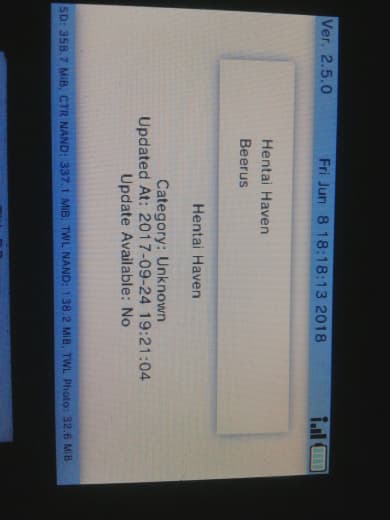 Ver. 2.5.0 Fri Jun 8 18:18:13 2018
Hentai Haven
Beerus
Hentai Haven
Category: Unknown
Updated At: 2017-09-24 19:21:04
Update Available: No
SD: 358.7 MiB, CTR NAND: 337.1 MiB, TWL NAND: 138.2 MiB, TWL Photo: 32.6 MiB